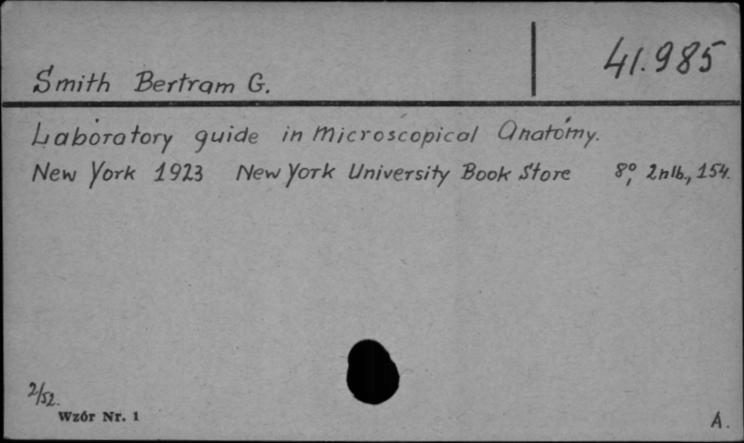 41.985
Smith Bertram G.
Laboratory guide in microscopical Anatomy.
New York 1923 New York University Book Store 8°, 2nlb., 154.
2/52.
Wzór Nr. 1
A.